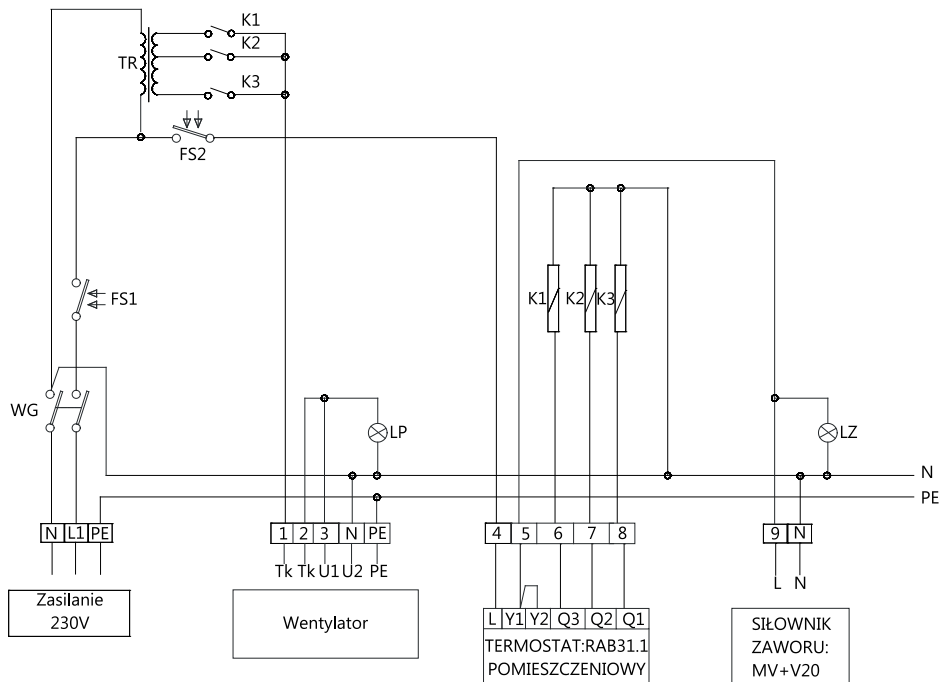 K1
K2
TR
K3
FS2
FS1
K1 K2 K3
WG
LP
LZ
N
PE
N L1 PE
1 2 3 N PE
4 5 6 7 8
9 N
Tk Tk U1 U2 PE
L N
Zasilanie
230V
Wentylator
L Y1 Y2 Q3 Q2 Q1
TERMOSTAT:RAB31.1
POMIESZCZENIOWY
SIŁOWNIK
ZAWORU:
MV+V20